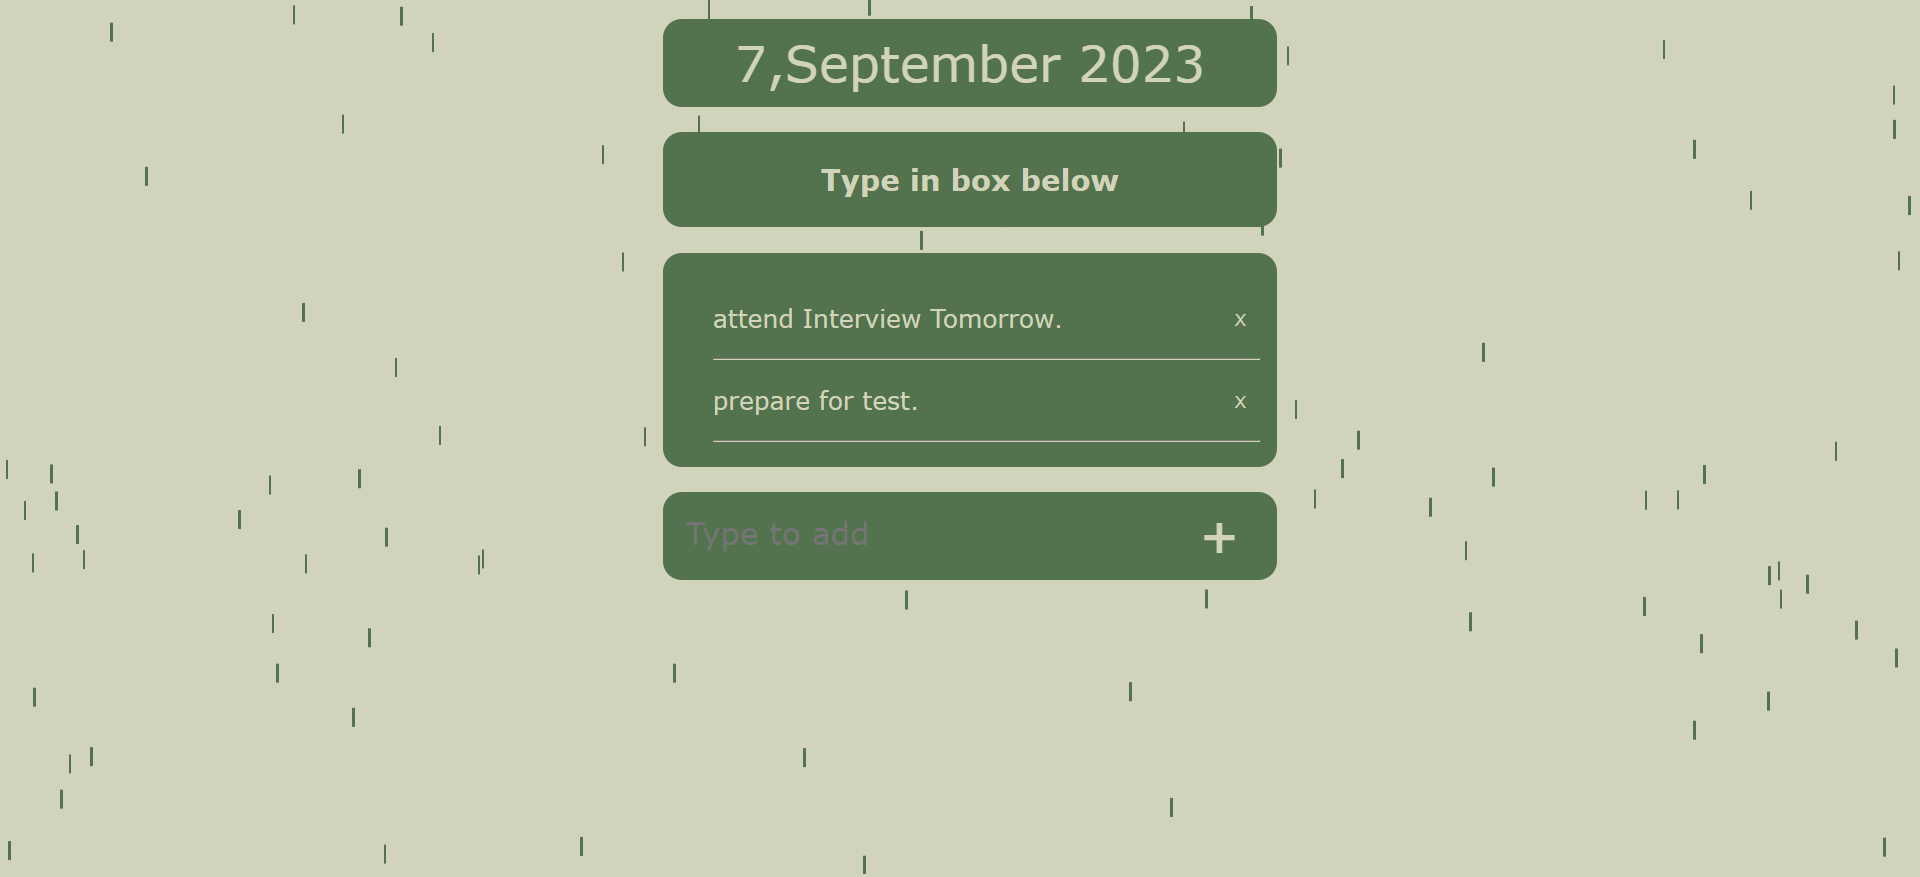 7,September 2023
Type in box below
attend Interview Tomorrow. x
prepare for test. x
Type to add +